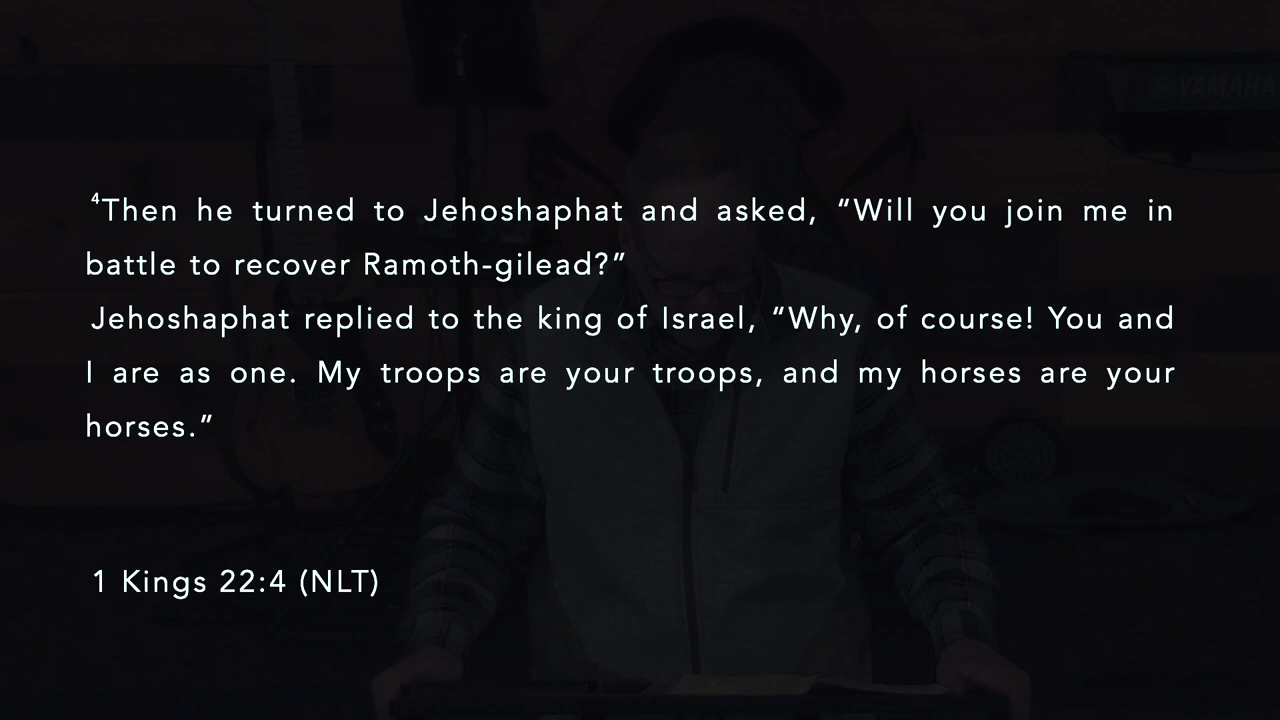 ⁴Then he turned to Jehoshaphat and asked, “Will you join me in
battle to recover Ramoth-gilead?”
Jehoshaphat replied to the king of Israel, “Why, of course! You and
I are as one. My troops are your troops, and my horses are your
horses.”
1 Kings 22:4 (NLT)
YAMAHA